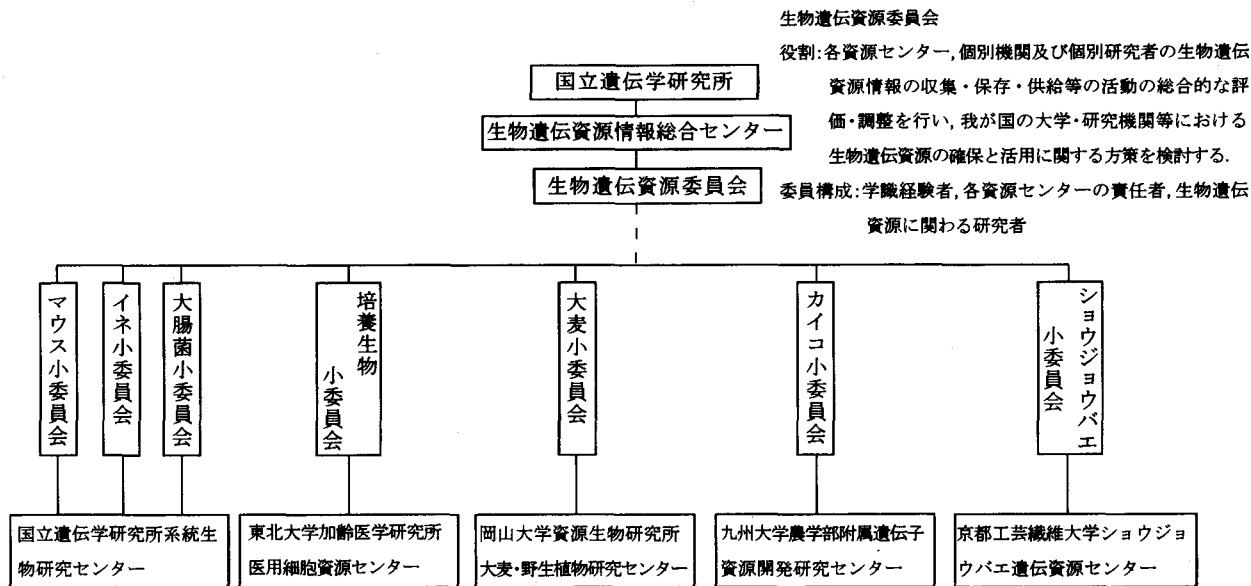 生物遺伝資源委員会
役割:各資源センター,個別機関及び個別研究者の生物遺伝
資源情報の収集・保存・供給等の活動の総合的な評
価・調整を行い,我が国の大学・研究機関等における
生物遺伝資源の確保と活用に関する方策を検討する.
委員構成:学識経験者,各資源センターの責任者,生物遺伝
資源に関わる研究者
国立遺伝学研究所
生物遺伝資源情報総合センター
生物遺伝資源委員会
マウス小委員会
イネ小委員会
大腸菌小委員会
培養生物
小委員会
大麦小委員会
カイコ小委員会
ショウジョウバエ
小委員会
国立遺伝学研究所系統生
物研究センター
東北大学加齢医学研究所
医用細胞資源センター
岡山大学資源生物研究所
大麦・野生植物研究センター
九州大学農学部附属遺伝子
資源開発研究センター
京都工芸繊維大学ショウジョ
ウバエ遺伝資源センター